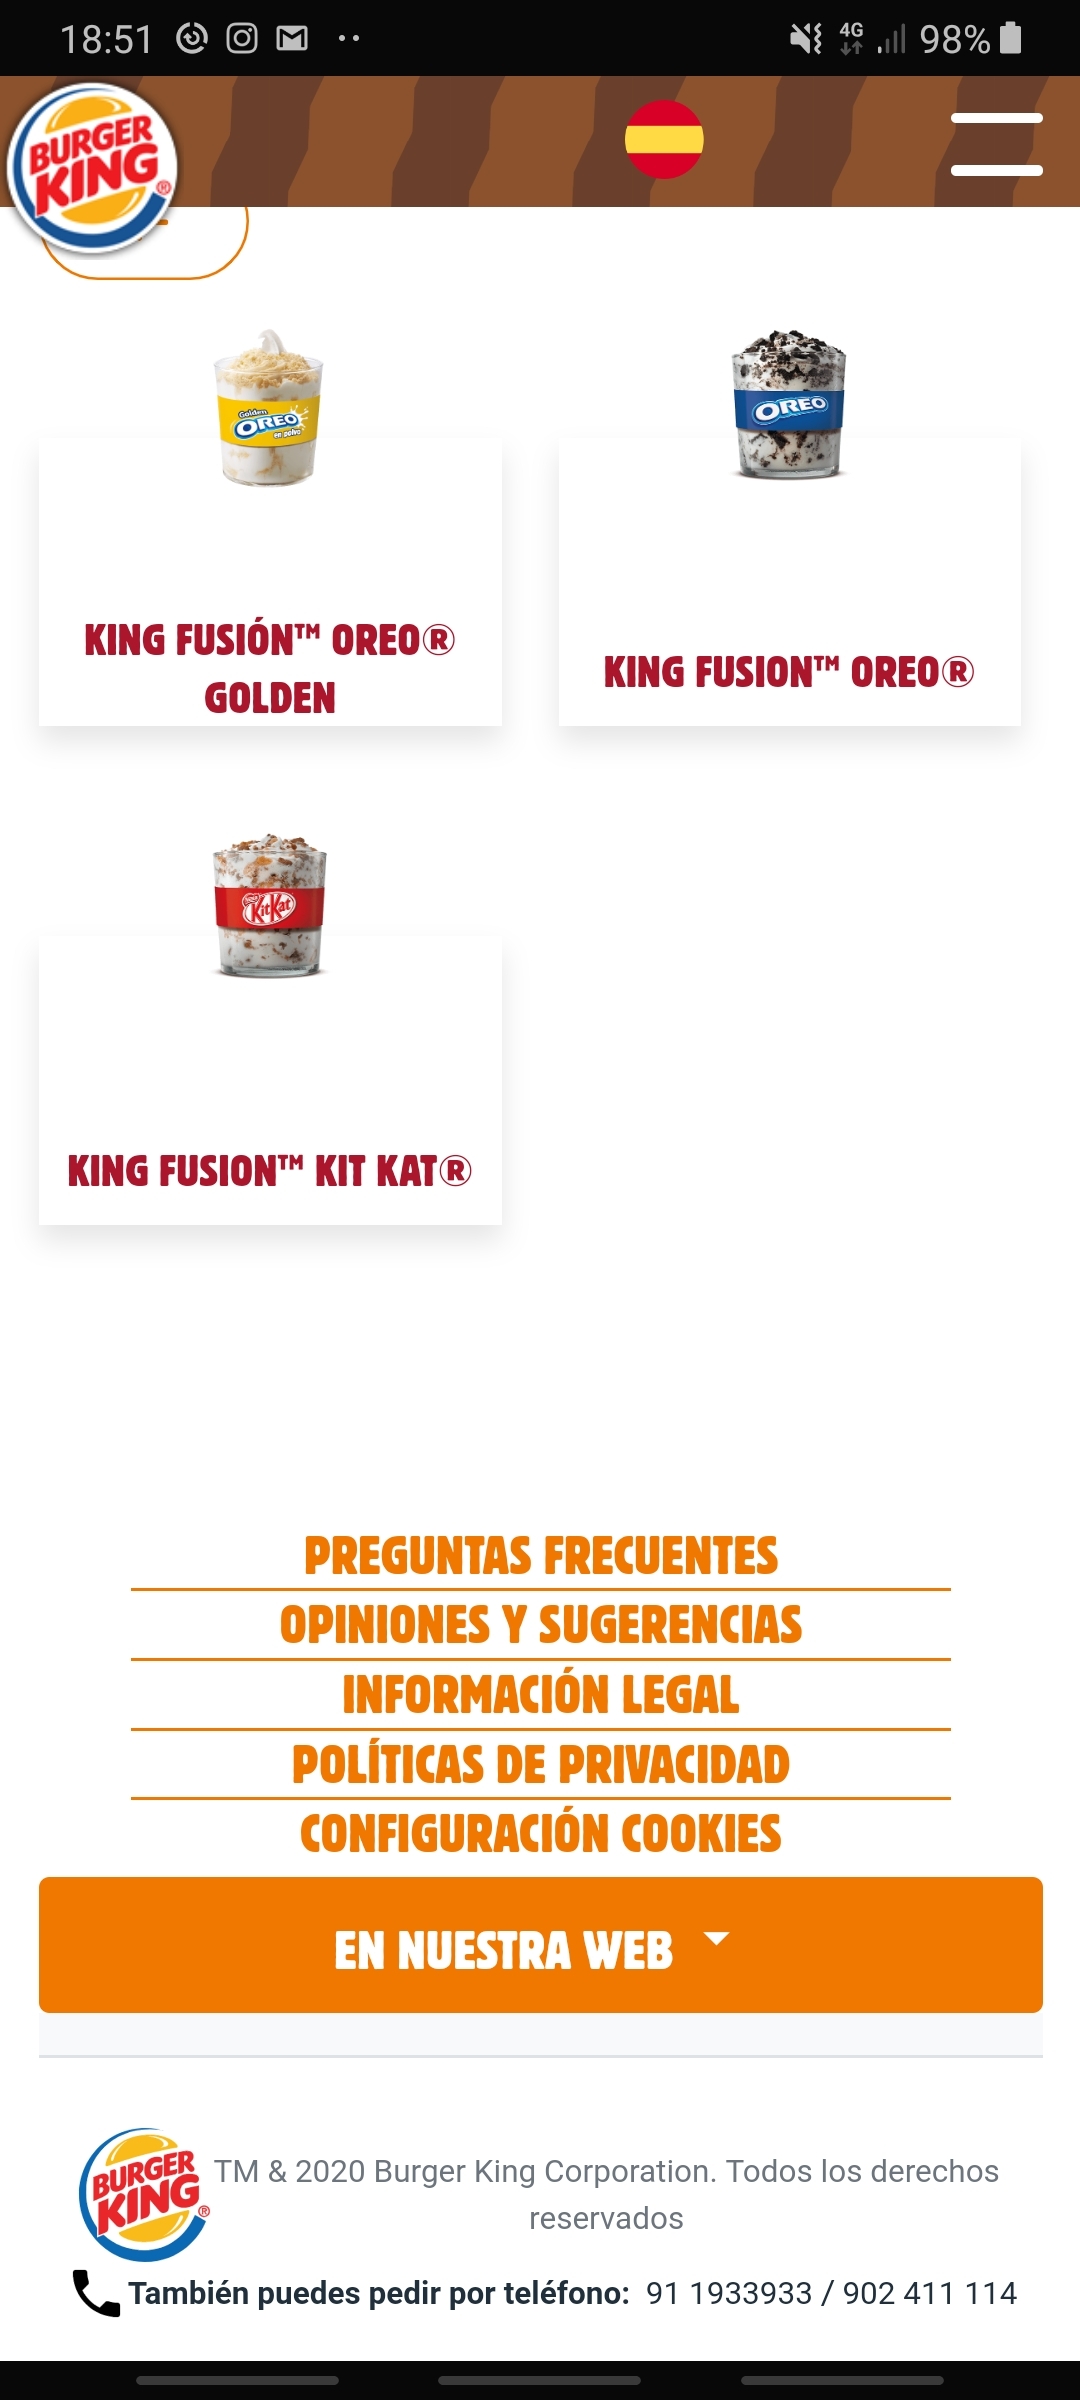 18:51
4G
98%
BURGER
KING®
Golden
OREO
en polvo
OREO
KING FUSIÓN™ OREO®
GOLDEN
KING FUSION™ OREO®
KitKat
KING FUSION™ KIT KAT®
PREGUNTAS FRECUENTES
OPINIONES Y SUGERENCIAS
INFORMACIÓN LEGAL
POLÍTICAS DE PRIVACIDAD
CONFIGURACIÓN COOKIES
EN NUESTRA WEB
BURGER
KING®
TM & 2020 Burger King Corporation. Todos los derechos
reservados
También puedes pedir por teléfono: 91 1933933 / 902 411 114